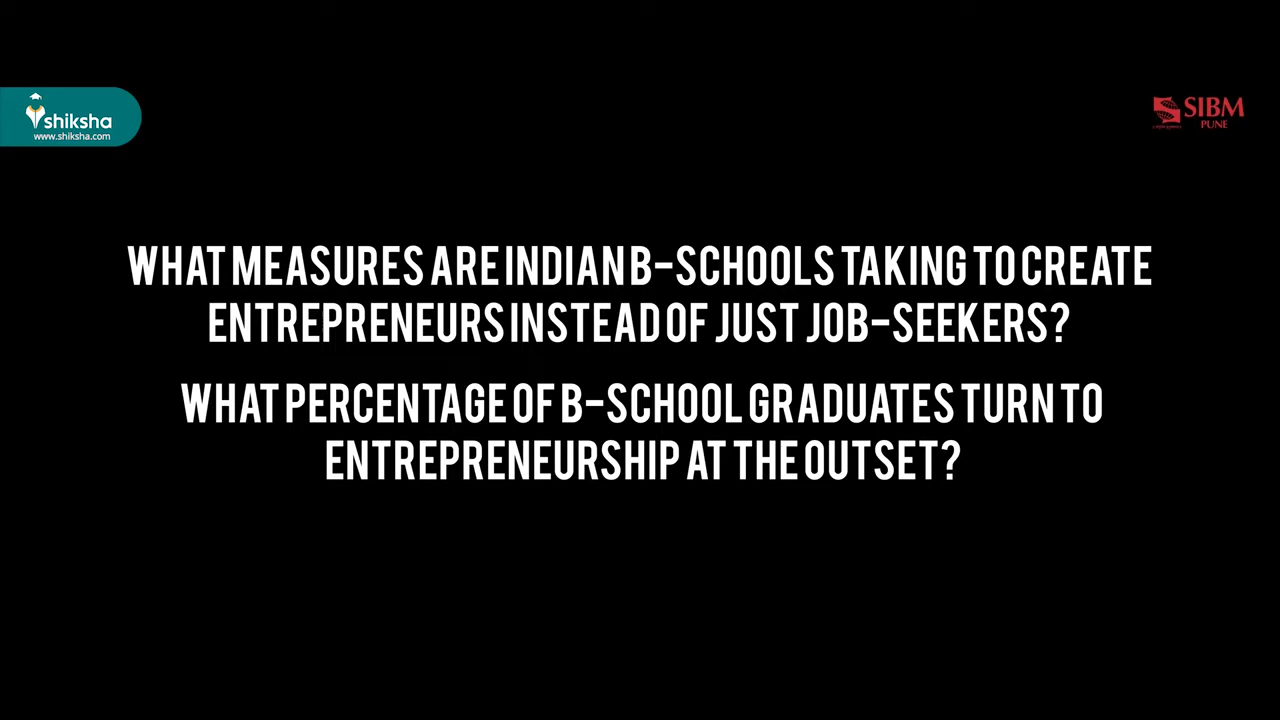 shiksha
www.shiksha.com
SIBM
PUNE
WHAT MEASURES ARE INDIAN B-SCHOOLS TAKING TO CREATE
ENTREPRENEURS INSTEAD OF JUST JOB-SEEKERS?
WHAT PERCENTAGE OF B-SCHOOL GRADUATES TURN TO
ENTREPRENEURSHIP AT THE OUTSET?